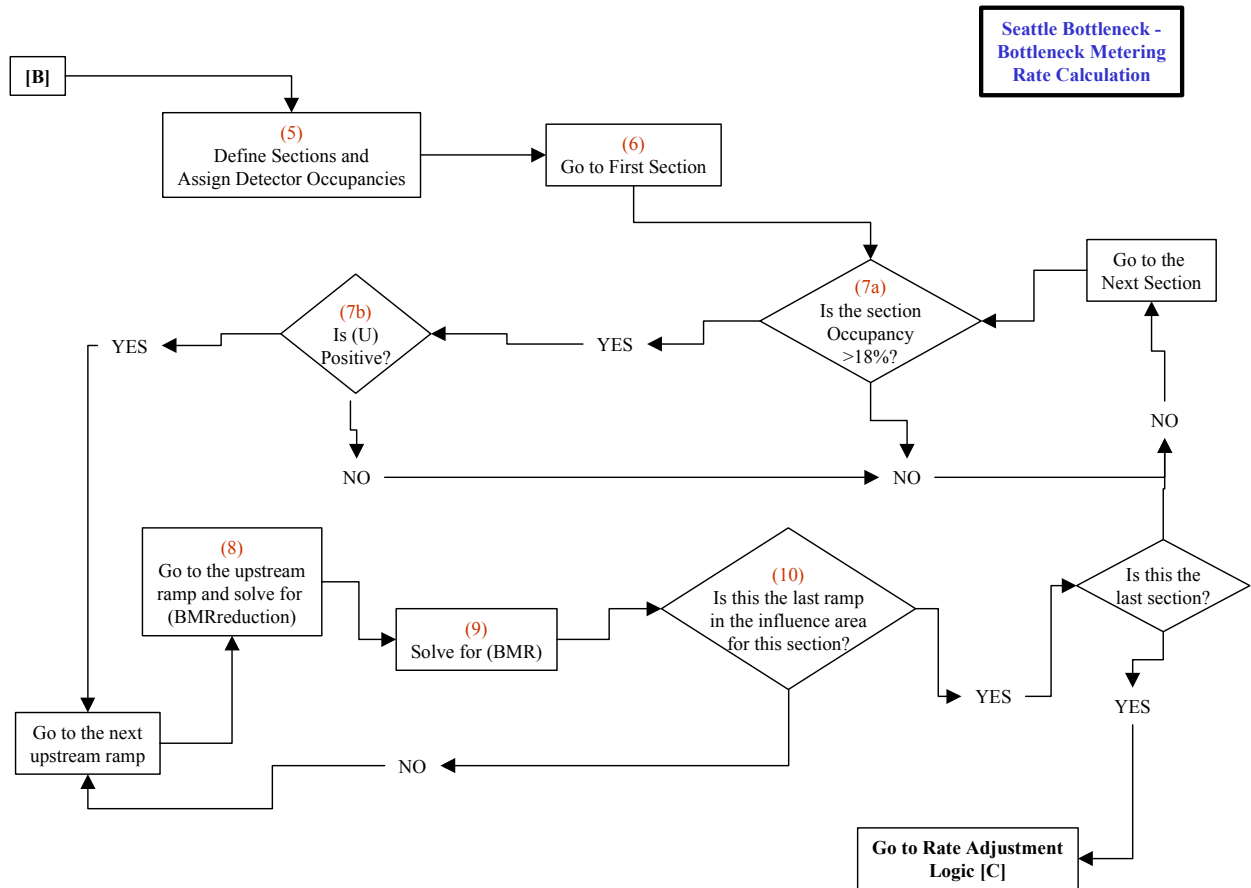 Seattle Bottleneck -
Bottleneck Metering
Rate Calculation
[B]
(5)
Define Sections and
Assign Detector Occupancies
(6)
Go to First Section
(7a)
Is the section
Occupancy
>18%?
Go to the
Next Section
(7b)
Is (U)
Positive?
YES
YES
NO
NO
NO
(8)
Go to the upstream
ramp and solve for
(BMRreduction)
(9)
Solve for (BMR)
(10)
Is this the last ramp
in the influence area
for this section?
Is this the
last section?
YES
YES
Go to the next
upstream ramp
NO
Go to Rate Adjustment
Logic [C]